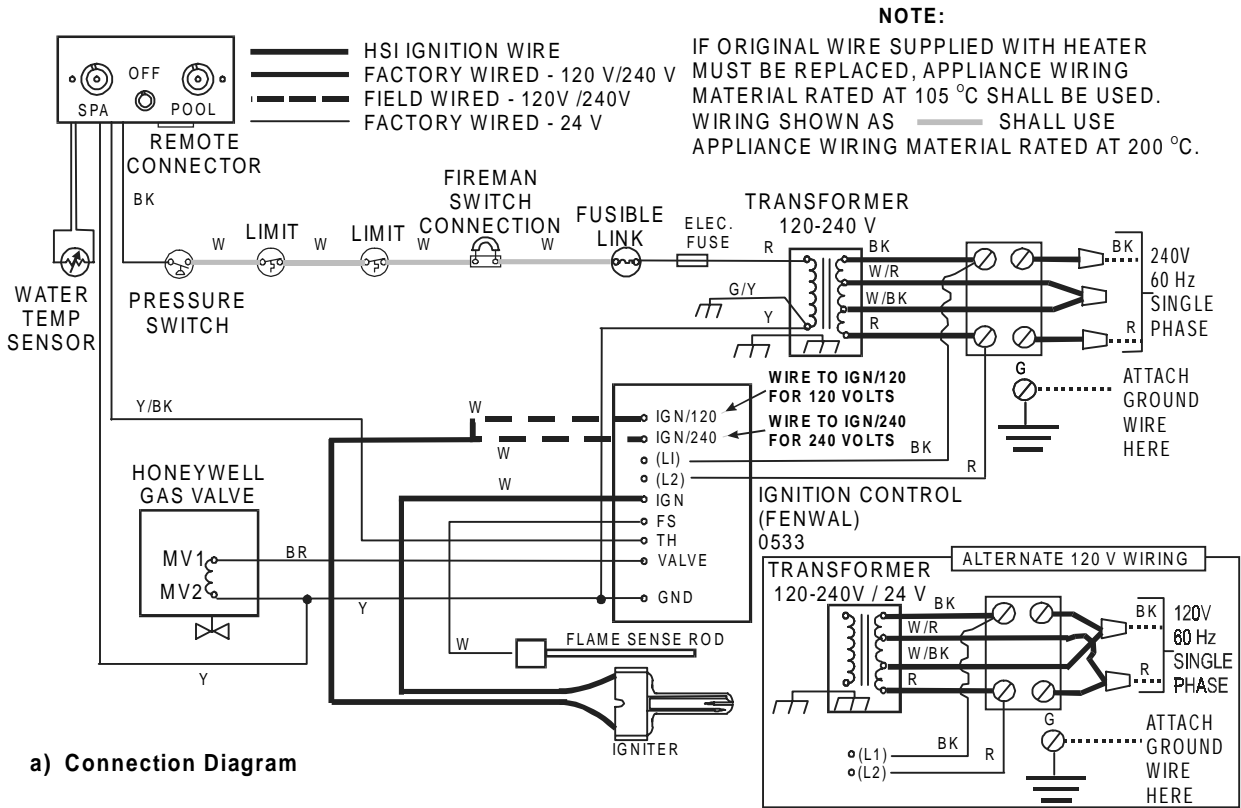 NOTE:
IF ORIGINAL WIRE SUPPLIED WITH HEATER
MUST BE REPLACED, APPLIANCE WIRING
MATERIAL RATED AT 105 °C SHALL BE USED.
WIRING SHOWN AS SHALL USE
APPLIANCE WIRING MATERIAL RATED AT 200 °C.
HSI IGNITION WIRE
FACTORY WIRED - 120 V/240 V
FIELD WIRED - 120V /240V
FACTORY WIRED - 24 V
OFF
SPA
POOL
REMOTE
CONNECTOR
BK
WATER
TEMP
SENSOR
PRESSURE
SWITCH
W
LIMIT
W
LIMIT
W
FIREMAN
SWITCH
CONNECTION
W
FUSIBLE
LINK
ELEC.
FUSE
R
G/Y
Y
TRANSFORMER
120-240 V
BK
W/R
W/BK
R
BK
R
240V
60 Hz
SINGLE
PHASE
G
ATTACH
GROUND
WIRE
HERE
WIRE TO IGN/120
FOR 120 VOLTS
WIRE TO IGN/240
FOR 240 VOLTS
BK
R
Y/BK
W
W
W
IGN/120
IGN/240
(LI)
(L2)
IGN
FS
TH
VALVE
GND
IGNITION CONTROL
(FENWAL)
0533
HONEYWELL
GAS VALVE
MV1
MV2
BR
Y
Y
W
FLAME SENSE ROD
IGNITER
ALTERNATE 120 V WIRING
TRANSFORMER
120-240V / 24 V
BK
W/R
W/BK
R
BK
R
120V
60 Hz
SINGLE
PHASE
(L1)
(L2)
BK
R
G
ATTACH
GROUND
WIRE
HERE
a) Connection Diagram